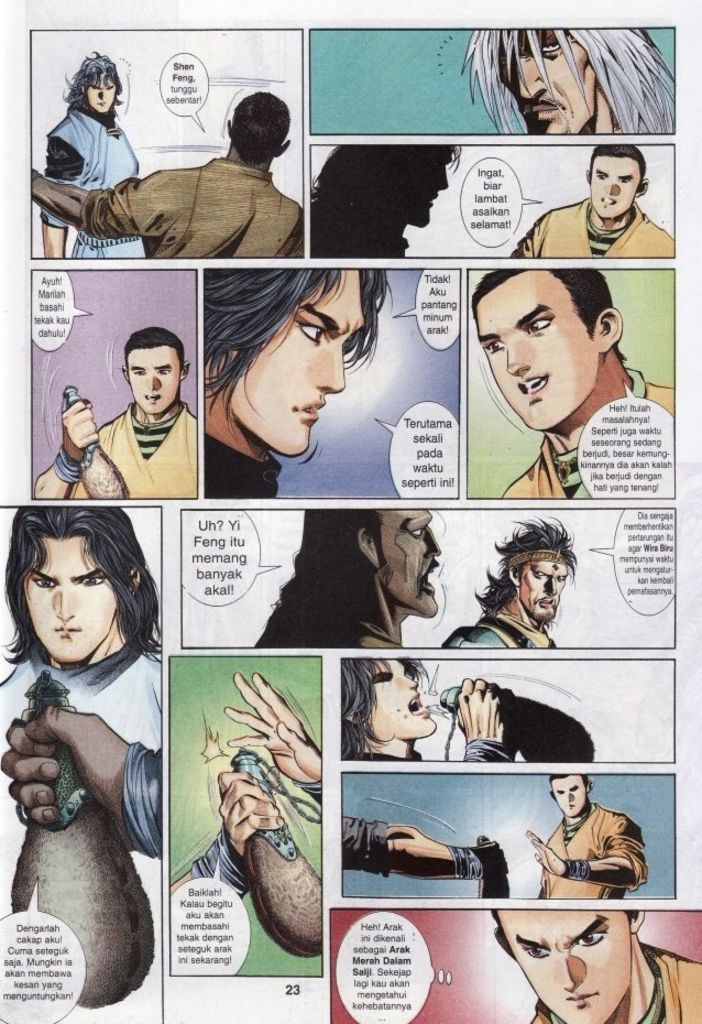 Shen
Feng,
tunggu
sebentar!
Ingat,
biar
lambat
asalkan
selamat!
Ayuh!
Marilah
basahi
tekak kau
dahulu!
Tidak!
Aku
pantang
minum
arak!
Terutama
sekali
pada
waktu
seperti ini!
Heh! Itulah
masalahnya!
Seperti juga waktu
seseorang sedang
berjudi, besar kemung-
kinannya dia akan kalah
jika berjudi dengan
hati yang tenang!
Uh? Yi
Feng itu
memang
banyak
akal!
Dia sengaja
memberhentikan
pertarungan itu
agar Wira Biru
mempunyai waktu
untuk mengatur-
kan kembali
pernafasannya.
Dengarlah
cakap aku!
Cuma seteguk
saja. Mungkin ia
akan membawa
kesan yang
menguntungkan!
Baiklah!
Kalau begitu
aku akan
membasahi
tekak dengan
seteguk arak
ini sekarang!
Heh! Arak
ini dikenali
sebagai Arak
Merah Dalam
Salji. Sekejap
lagi kau akan
mengetahui
kehebatannya
...
23